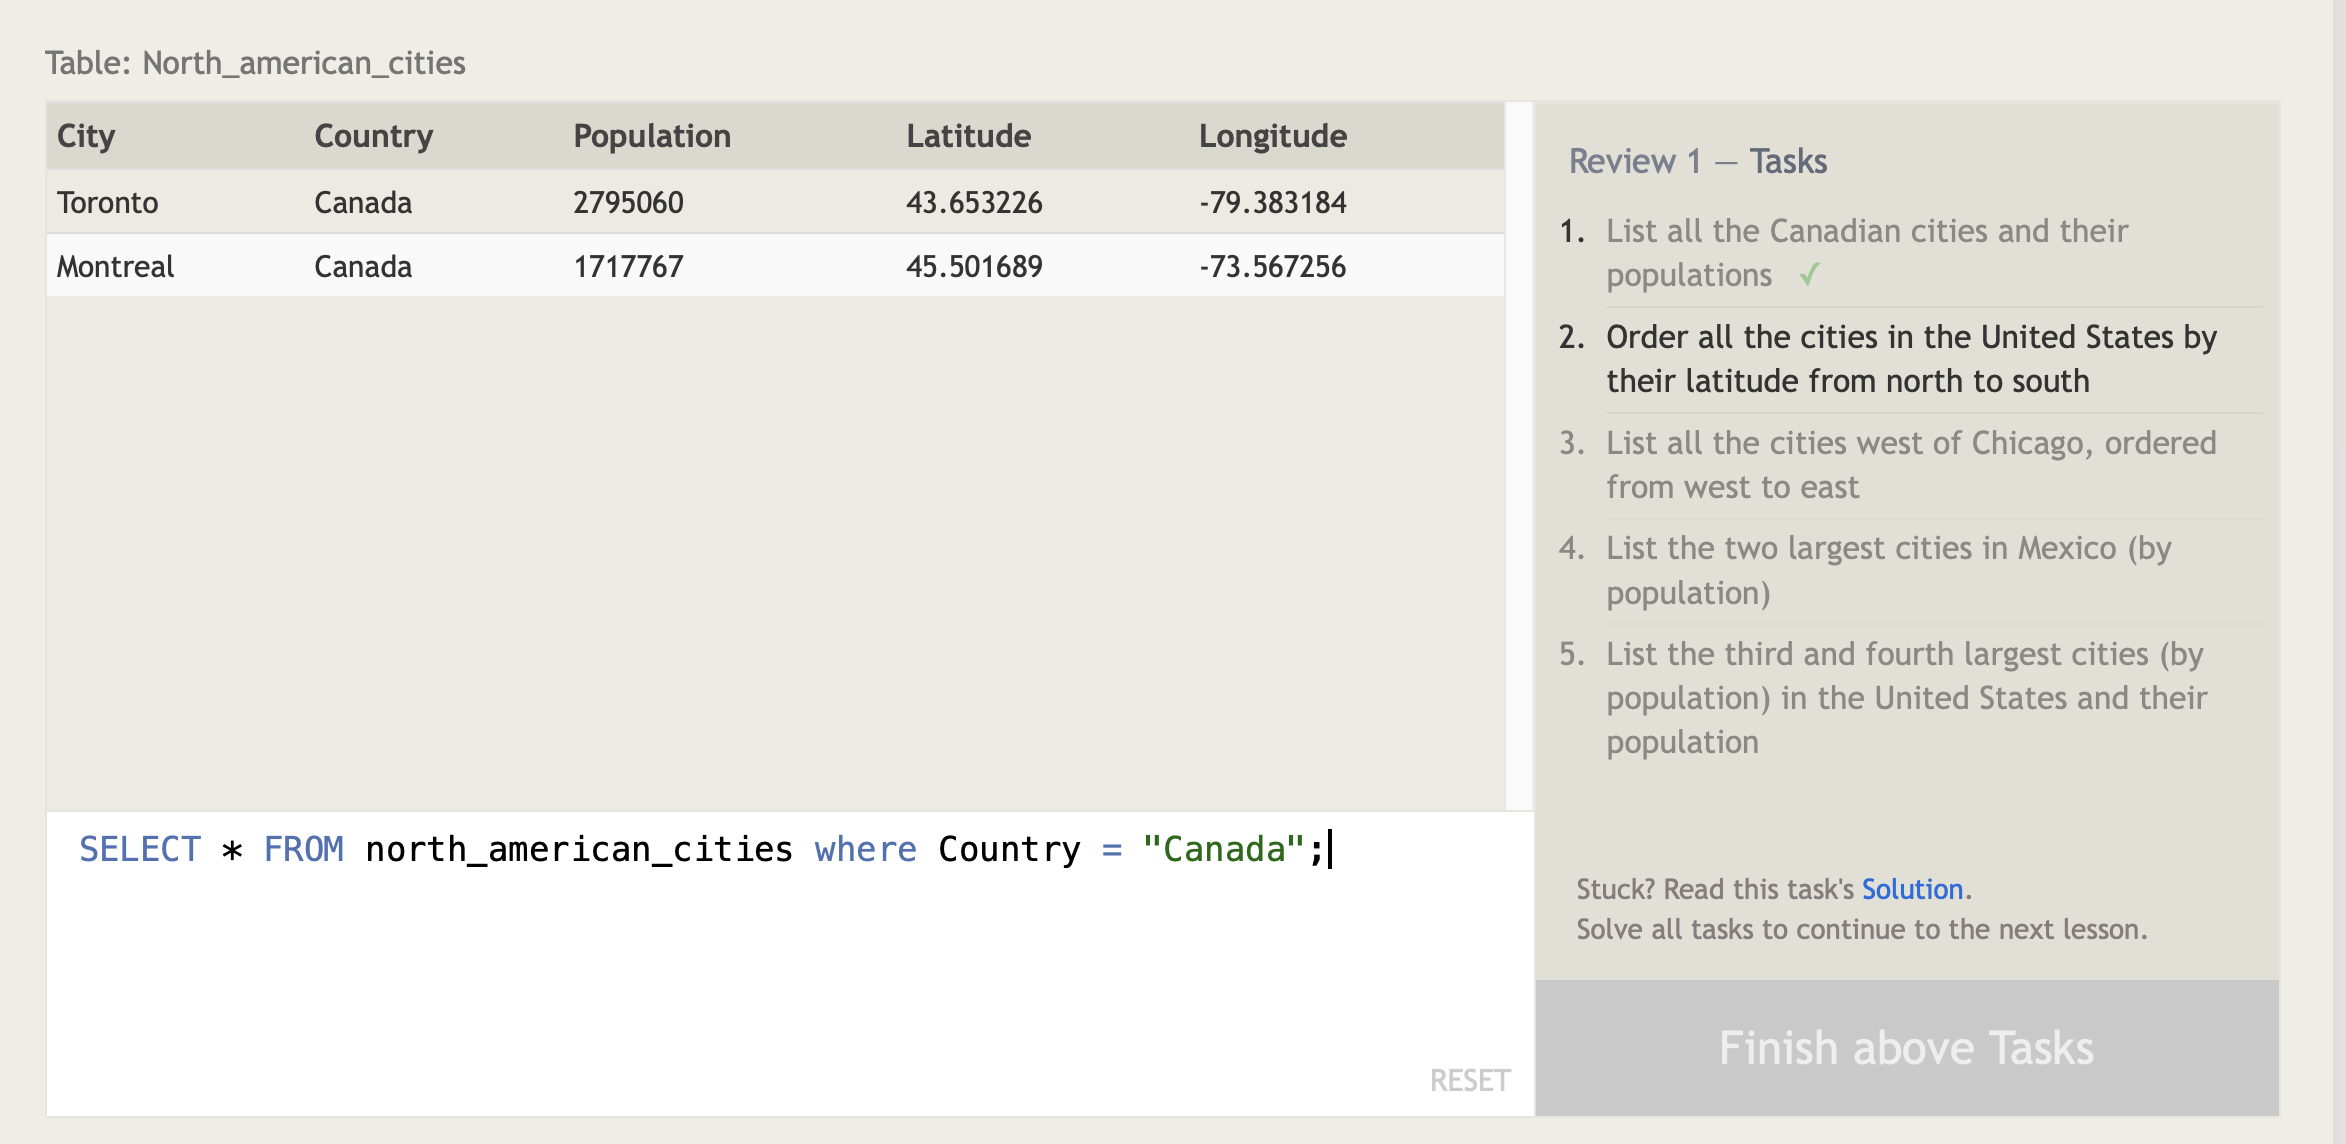 Table: North_american_cities
City Country Population Latitude Longitude
Toronto Canada 2795060 43.653226 -79.383184
Montreal Canada 1717767 45.501689 -73.567256
SELECT * FROM north_american_cities where Country = "Canada";
RESET
Review 1 — Tasks
1. List all the Canadian cities and their
populations ✓
2. Order all the cities in the United States by
their latitude from north to south
3. List all the cities west of Chicago, ordered
from west to east
4. List the two largest cities in Mexico (by
population)
5. List the third and fourth largest cities (by
population) in the United States and their
population
Stuck? Read this task's Solution.
Solve all tasks to continue to the next lesson.
Finish above Tasks